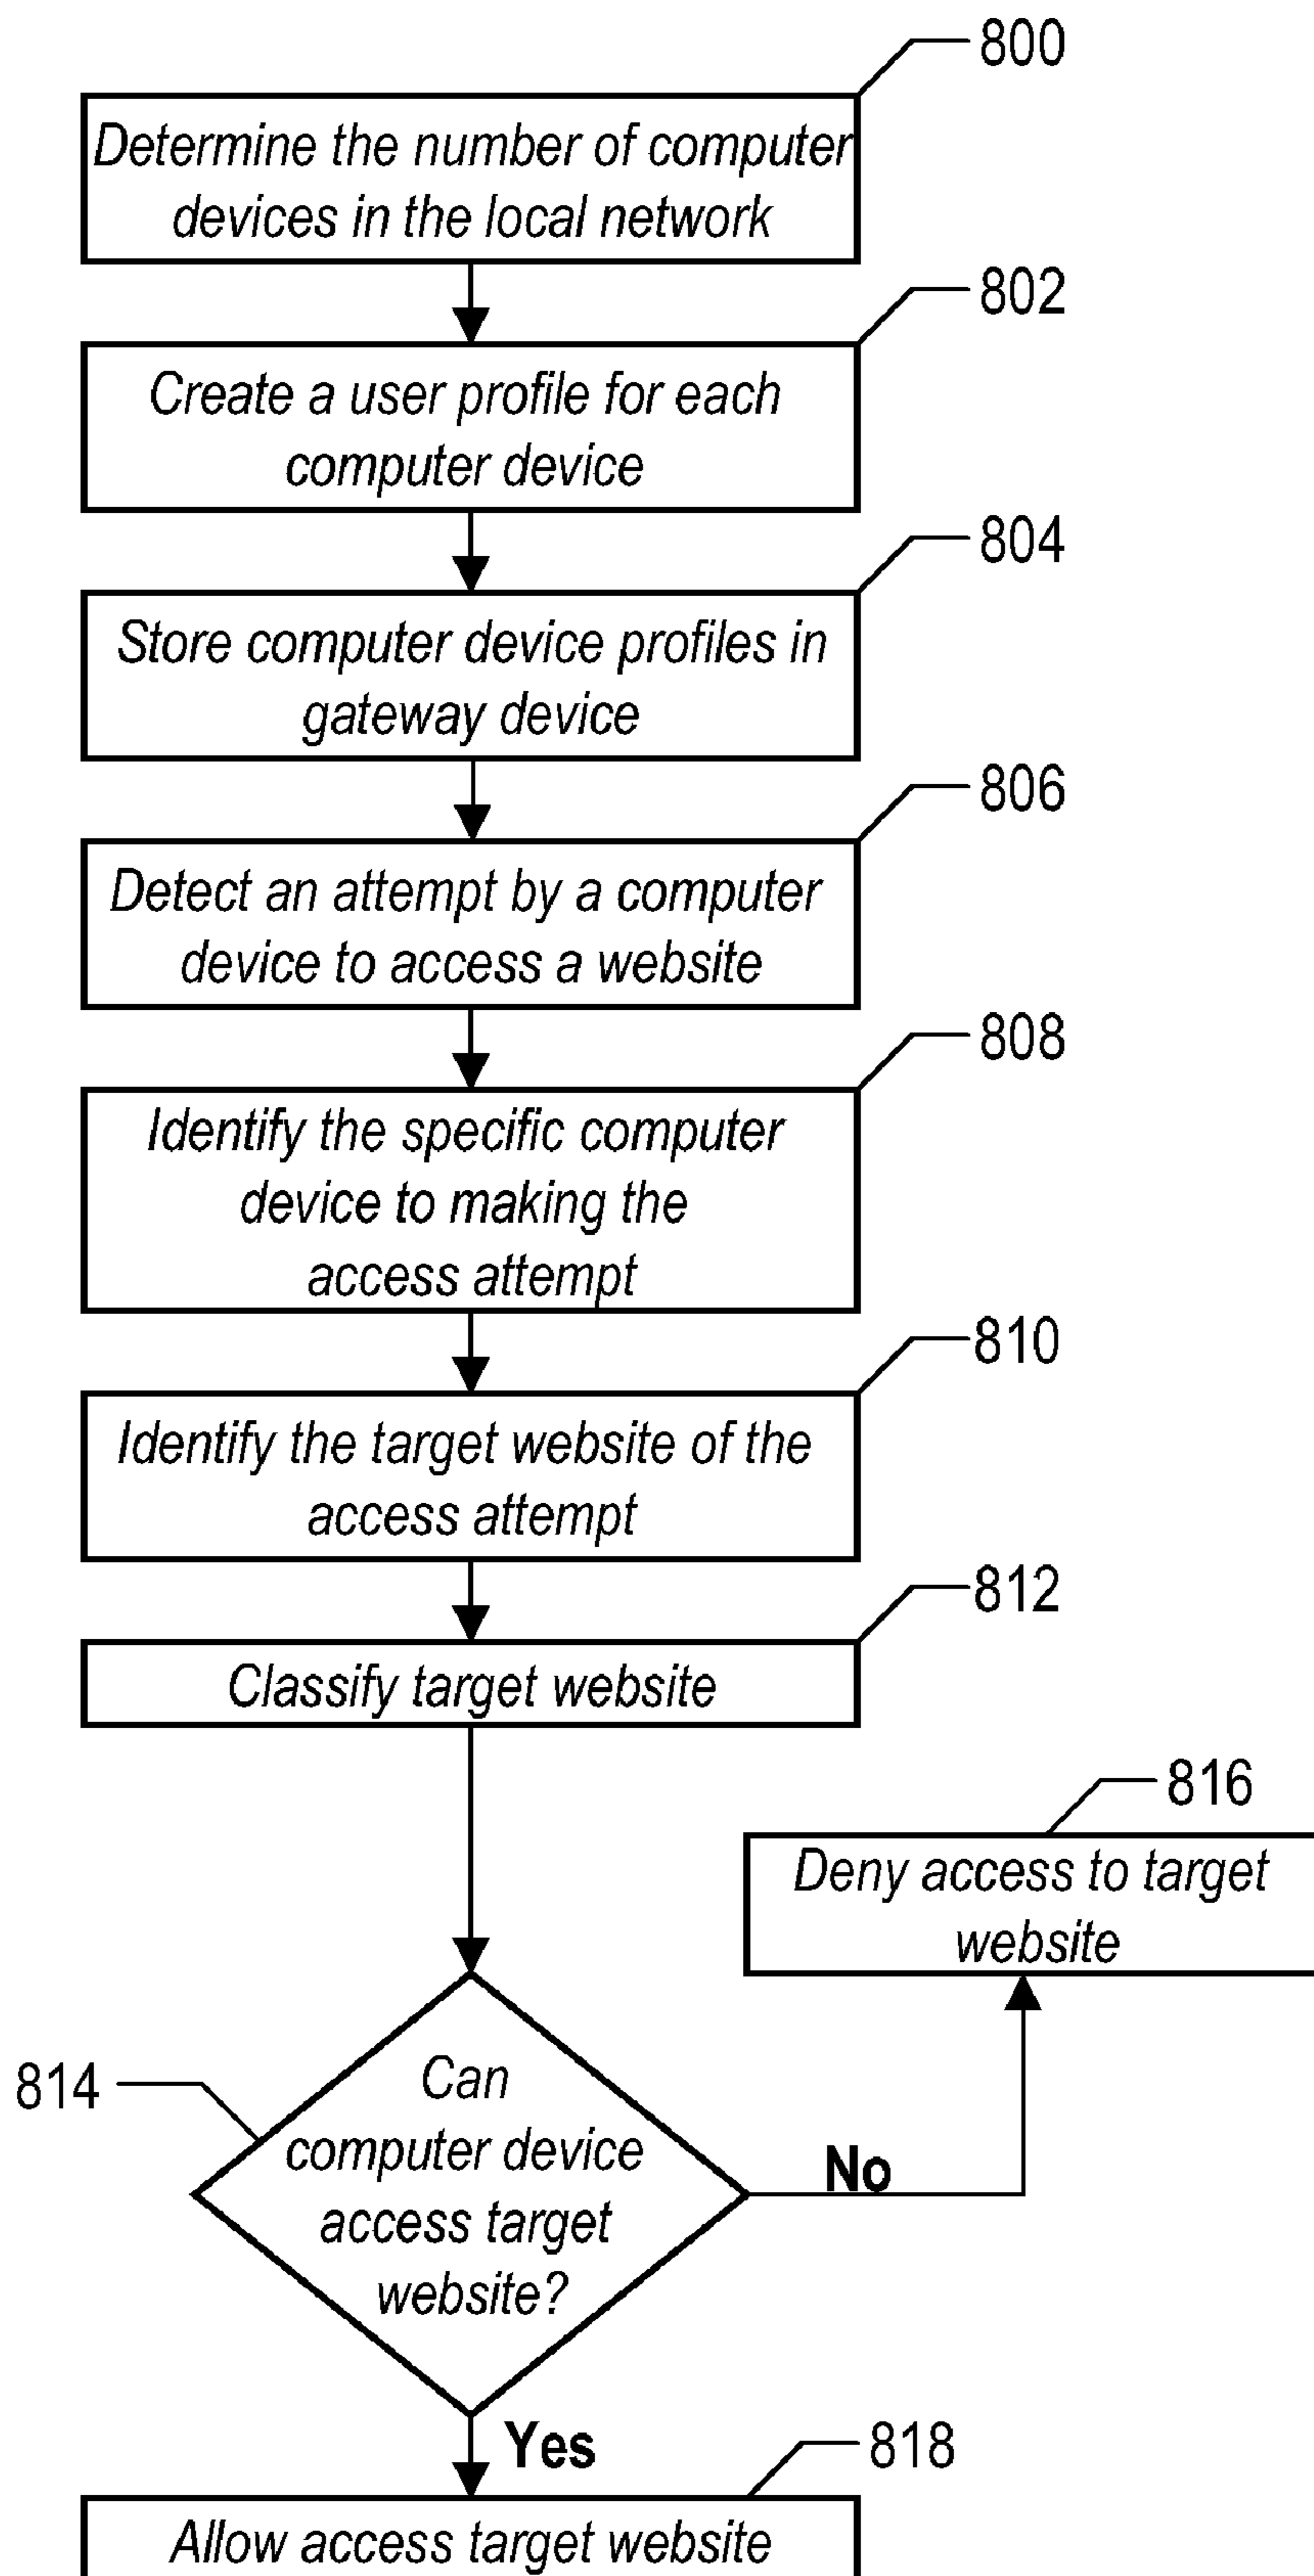 800
Determine the number of computer
devices in the local network
802
Create a user profile for each
computer device
804
Store computer device profiles in
gateway device
806
Detect an attempt by a computer
device to access a website
808
Identify the specific computer
device to making the
access attempt
810
Identify the target website of the
access attempt
812
Classify target website
816
Deny access to target
website
814
Can
computer device
access target
website?
No
Yes
818
Allow access target website